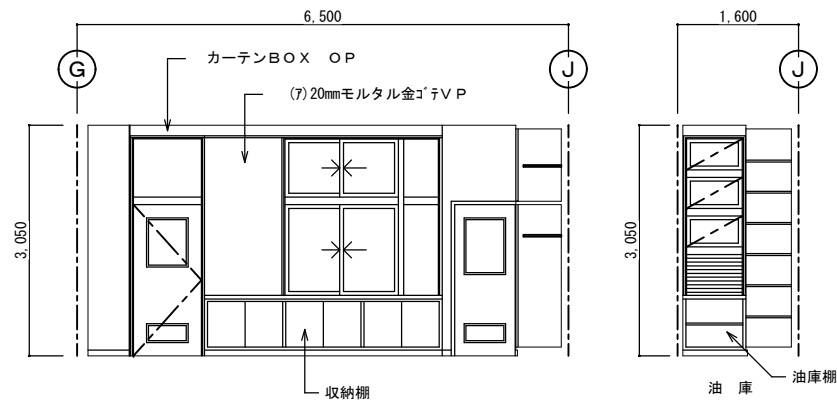 6,500
1,600
G
J
J
カーテンBOX OP
(ｱ)20mmモルタル金ｺﾞﾃVP
3,050
3,050
収納棚
油庫棚
油 庫